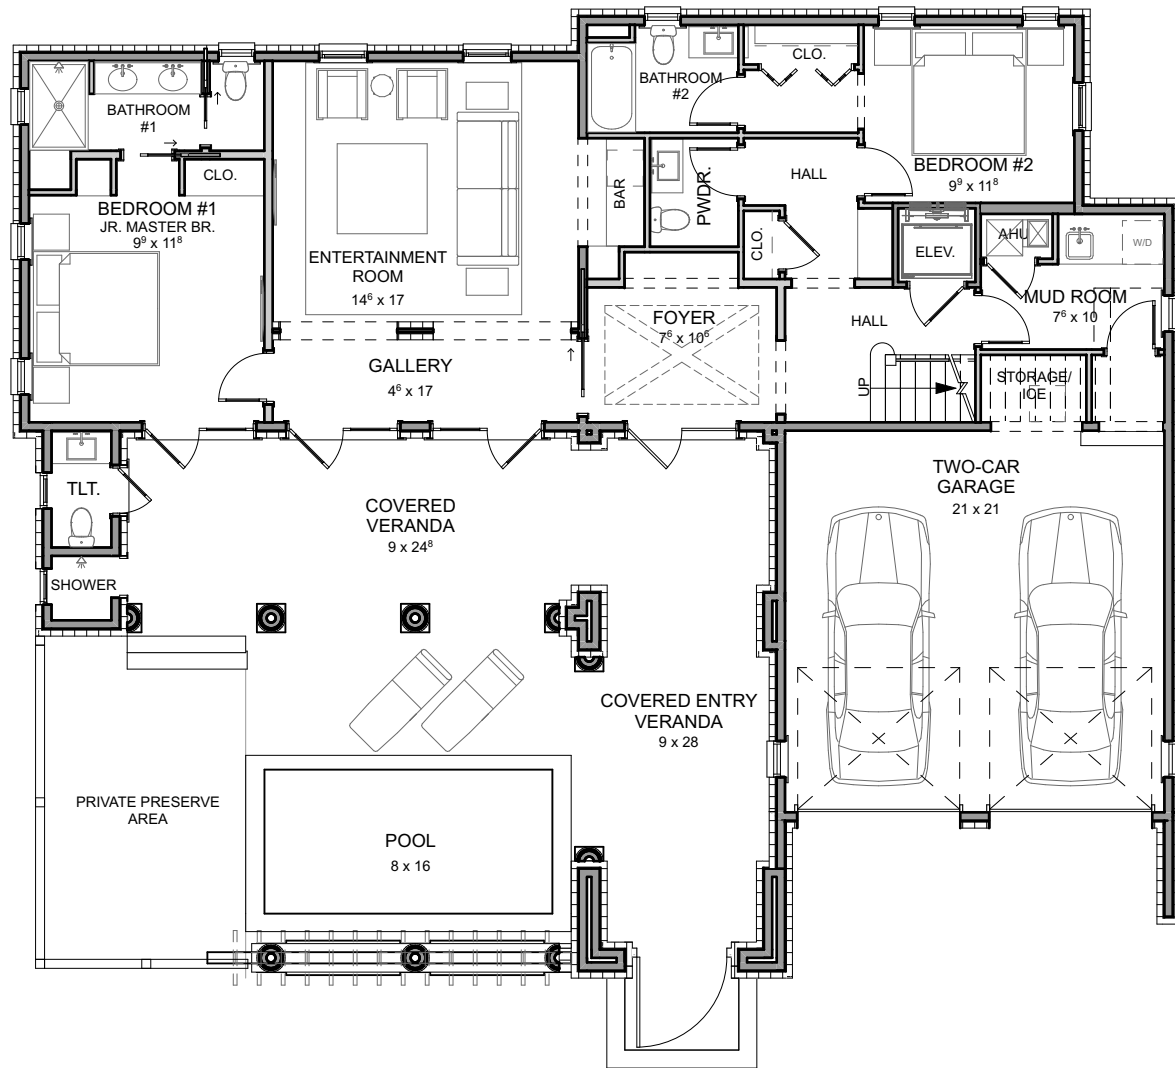 BATHROOM
#1
CLO.
BEDROOM #1
JR. MASTER BR.
9⁹ x 11⁸
ENTERTAINMENT
ROOM
14⁶ x 17
GALLERY
4⁶ x 17
BAR
BATHROOM
#2
CLO.
PWDR.
HALL
CLO.
BEDROOM #2
9⁹ x 11⁸
ELEV.
AHU
W/D
MUD ROOM
7⁶ x 10
FOYER
7⁶ x 10⁶
HALL
UP
STORAGE/
ICE
TLT.
SHOWER
COVERED
VERANDA
9 x 24⁸
TWO-CAR
GARAGE
21 x 21
COVERED ENTRY
VERANDA
9 x 28
PRIVATE PRESERVE
AREA
POOL
8 x 16